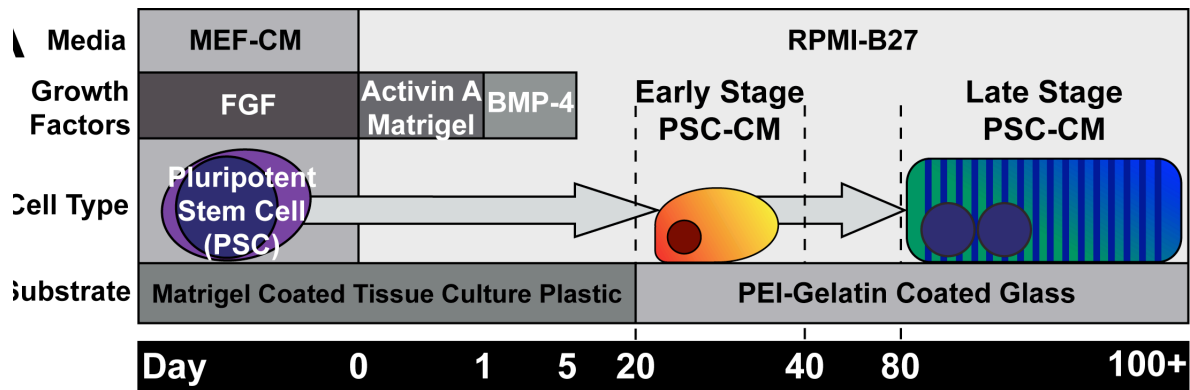 Media MEF-CM RPMI-B27
Growth Factors FGF Activin A Matrigel BMP-4
Early Stage PSC-CM
Late Stage PSC-CM
Cell Type Pluripotent Stem Cell (PSC)
Substrate Matrigel Coated Tissue Culture Plastic PEI-Gelatin Coated Glass
Day 0 1 5 20 40 80 100+